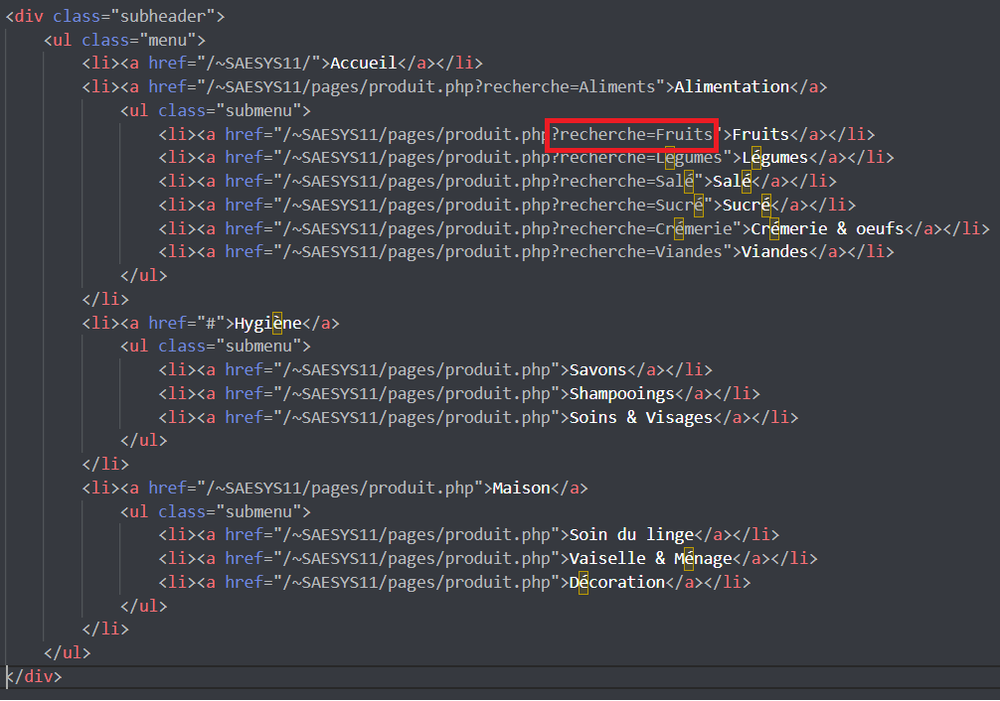 <div class="subheader">
<ul class="menu">
<li><a href="/~SAESYS11/">Accueil</a></li>
<li><a href="/~SAESYS11/pages/produit.php?recherche=Aliments">Alimentation</a>
<ul class="submenu">
<li><a href="/~SAESYS11/pages/produit.php?recherche=Fruits">Fruits</a></li>
<li><a href="/~SAESYS11/pages/produit.php?recherche=Légumes">Légumes</a></li>
<li><a href="/~SAESYS11/pages/produit.php?recherche=Salé">Salé</a></li>
<li><a href="/~SAESYS11/pages/produit.php?recherche=Sucré">Sucré</a></li>
<li><a href="/~SAESYS11/pages/produit.php?recherche=Crémerie">Crémerie & oeufs</a></li>
<li><a href="/~SAESYS11/pages/produit.php?recherche=Viandes">Viandes</a></li>
</ul>
</li>
<li><a href="#">Hygiène</a>
<ul class="submenu">
<li><a href="/~SAESYS11/pages/produit.php">Savons</a></li>
<li><a href="/~SAESYS11/pages/produit.php">Shampooings</a></li>
<li><a href="/~SAESYS11/pages/produit.php">Soins & Visages</a></li>
</ul>
</li>
<li><a href="/~SAESYS11/pages/produit.php">Maison</a>
<ul class="submenu">
<li><a href="/~SAESYS11/pages/produit.php">Soin du linge</a></li>
<li><a href="/~SAESYS11/pages/produit.php">Vaiselle & Ménage</a></li>
<li><a href="/~SAESYS11/pages/produit.php">Décoration</a></li>
</ul>
</li>
</ul>
</div>